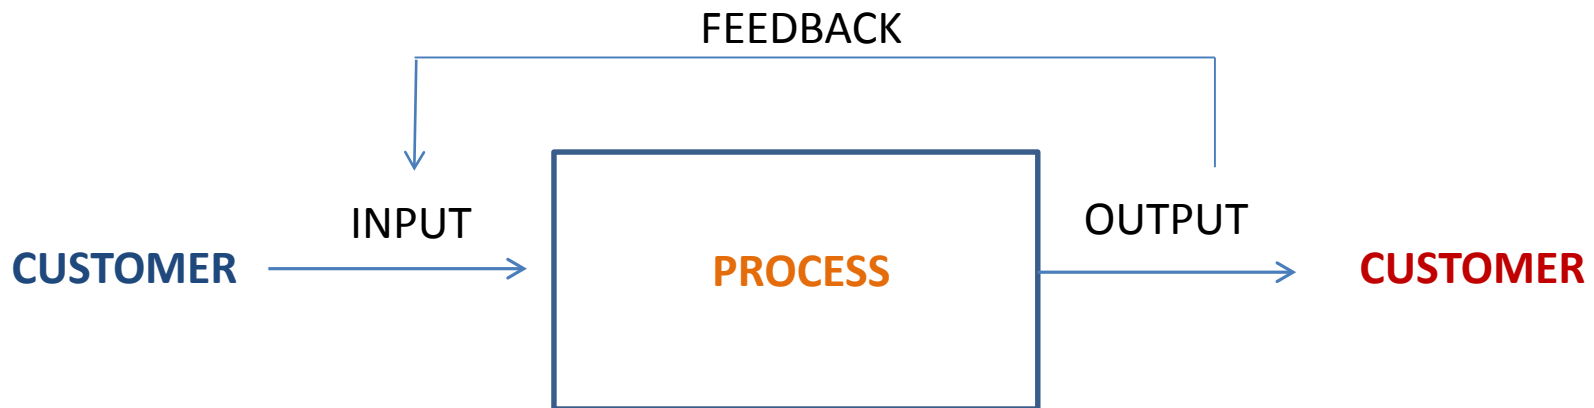 FEEDBACK
INPUT
OUTPUT
CUSTOMER
PROCESS
CUSTOMER